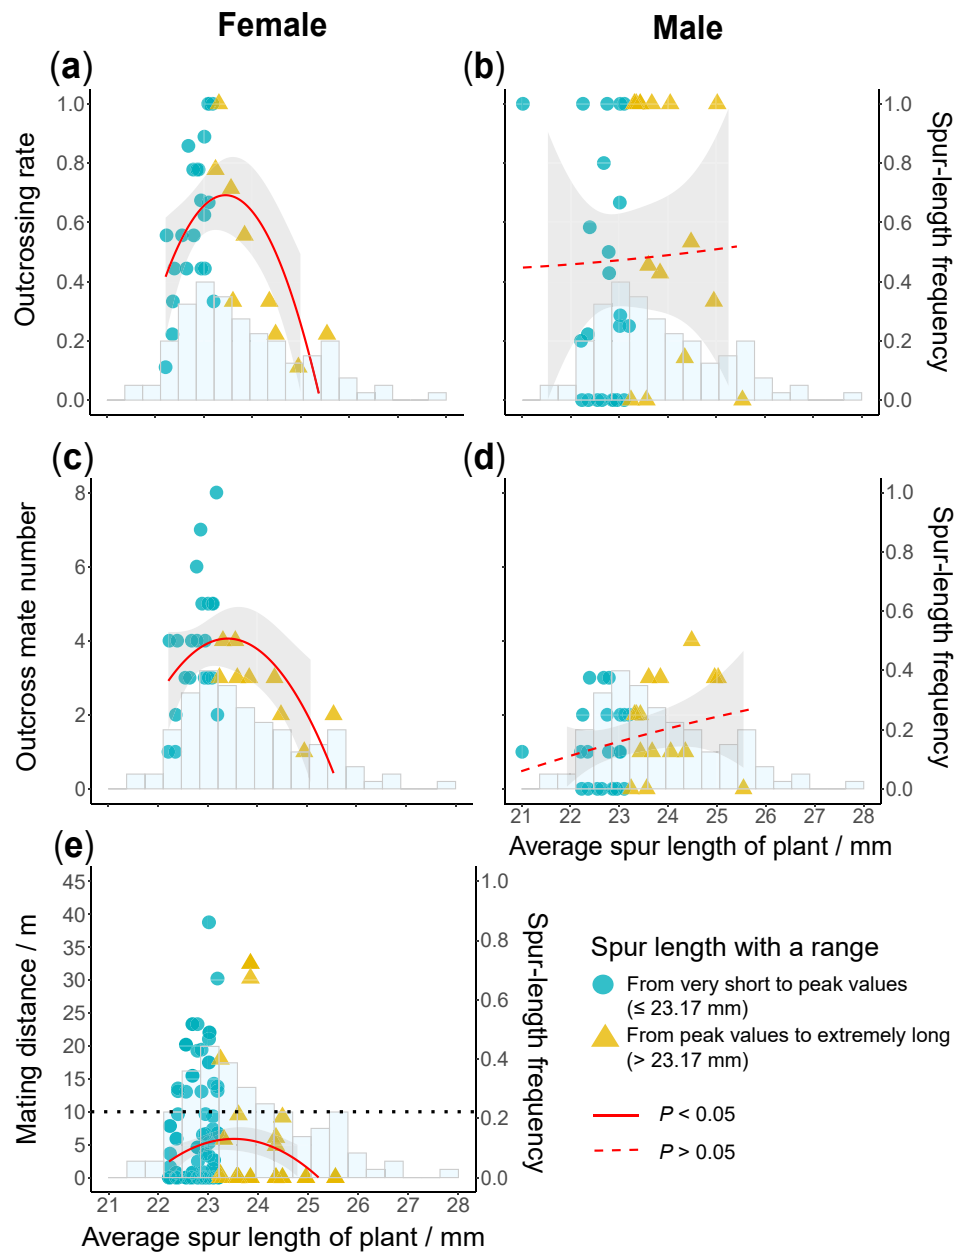 Female
Male
(a)
(b)
Outcrossing rate
1.0
0.8
0.6
0.4
0.2
0.0
1.0
0.8
0.6
0.4
0.2
0.0
Spur-length frequency
(c)
(d)
Outcross mate number
8
6
4
2
0
1.0
0.8
0.6
0.4
0.2
0.0
Spur-length frequency
21 22 23 24 25 26 27 28
Average spur length of plant / mm
(e)
Mating distance / m
45
40
35
30
25
20
15
10
5
0
1.0
0.8
0.6
0.4
0.2
0.0
Spur-length frequency
21 22 23 24 25 26 27 28
Average spur length of plant / mm
Spur length with a range
From very short to peak values
(≤ 23.17 mm)
From peak values to extremely long
(> 23.17 mm)
P < 0.05
P > 0.05